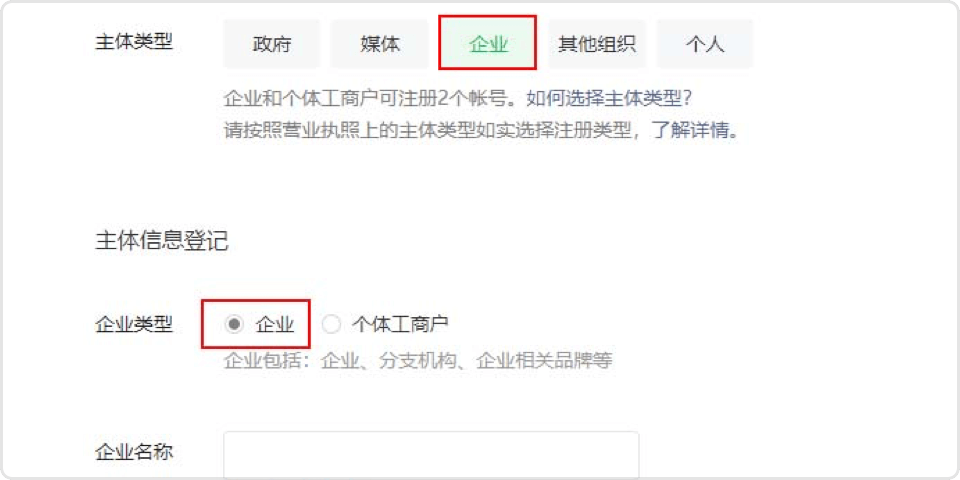 主体类型 政府 媒体 企业 其他组织 个人
企业和个体工商户可注册2个帐号。如何选择主体类型？
请按照营业执照上的主体类型如实选择注册类型，了解详情。
主体信息登记
企业类型 企业 个体工商户
企业包括：企业、分支机构、企业相关品牌等
企业名称